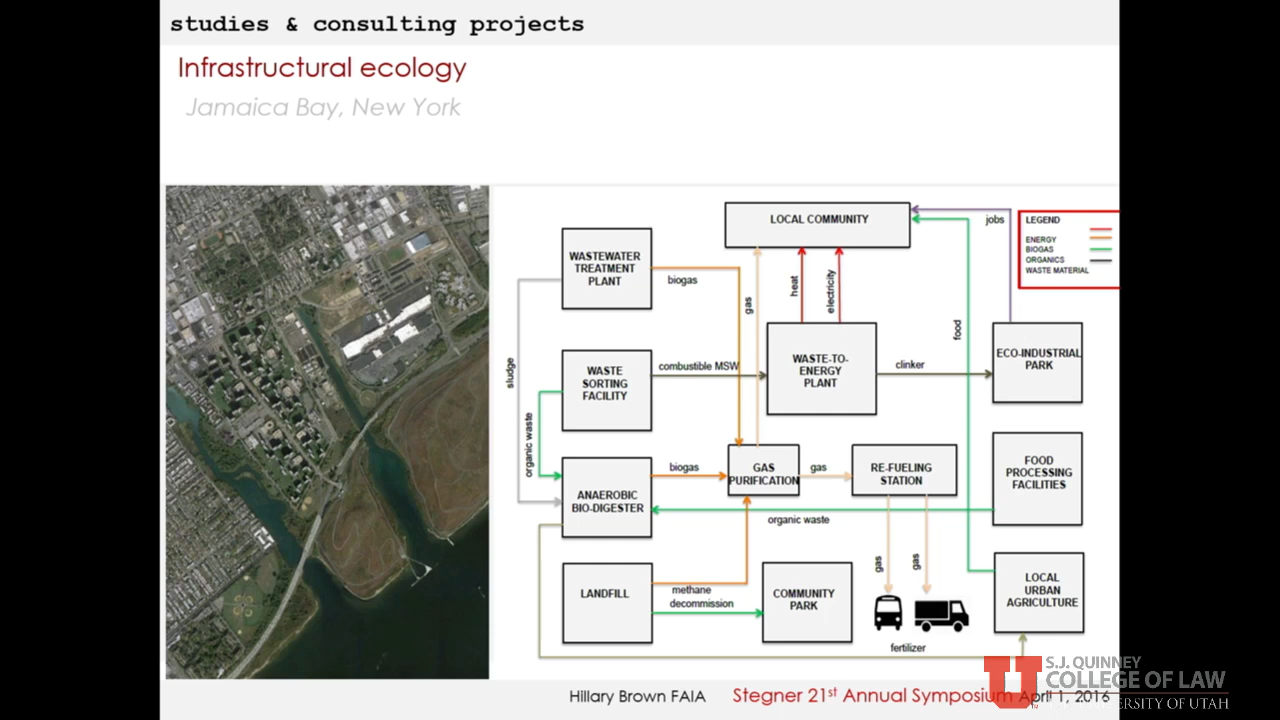 studies & consulting projects
Infrastructural ecology
Jamaica Bay, New York
LOCAL COMMUNITY
jobs
LEGEND
ENERGY
BIOGAS
ORGANICS
WASTE MATERIAL
WASTEWATER
TREATMENT
PLANT
biogas
gas
heat
electricity
food
sludge
WASTE
SORTING
FACILITY
combustible MSW
WASTE-TO-
ENERGY
PLANT
clinker
ECO-INDUSTRIAL
PARK
organic waste
ANAEROBIC
BIO-DIGESTER
biogas
GAS
PURIFICATION
gas
RE-FUELING
STATION
FOOD
PROCESSING
FACILITIES
organic waste
LANDFILL
methane
decommission
COMMUNITY
PARK
gas
gas
LOCAL
URBAN
AGRICULTURE
fertilizer
Hillary Brown FAIA
Stegner 21st Annual Symposium April 1, 2016
S.J. QUINNEY
COLLEGE OF LAW
UNIVERSITY OF UTAH